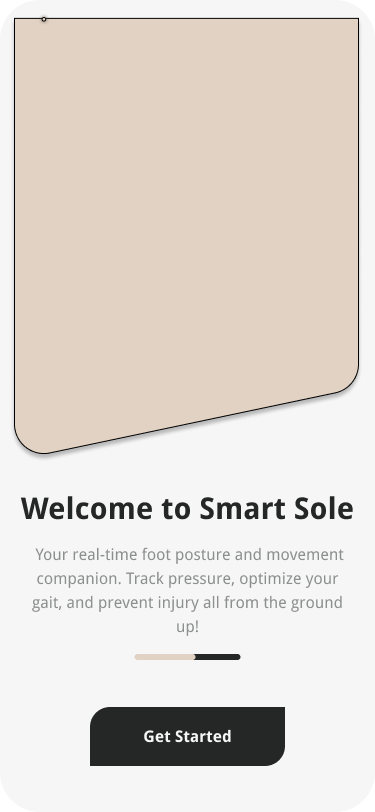 Welcome to Smart Sole
Your real-time foot posture and movement
companion. Track pressure, optimize your
gait, and prevent injury all from the ground
up!
Get Started